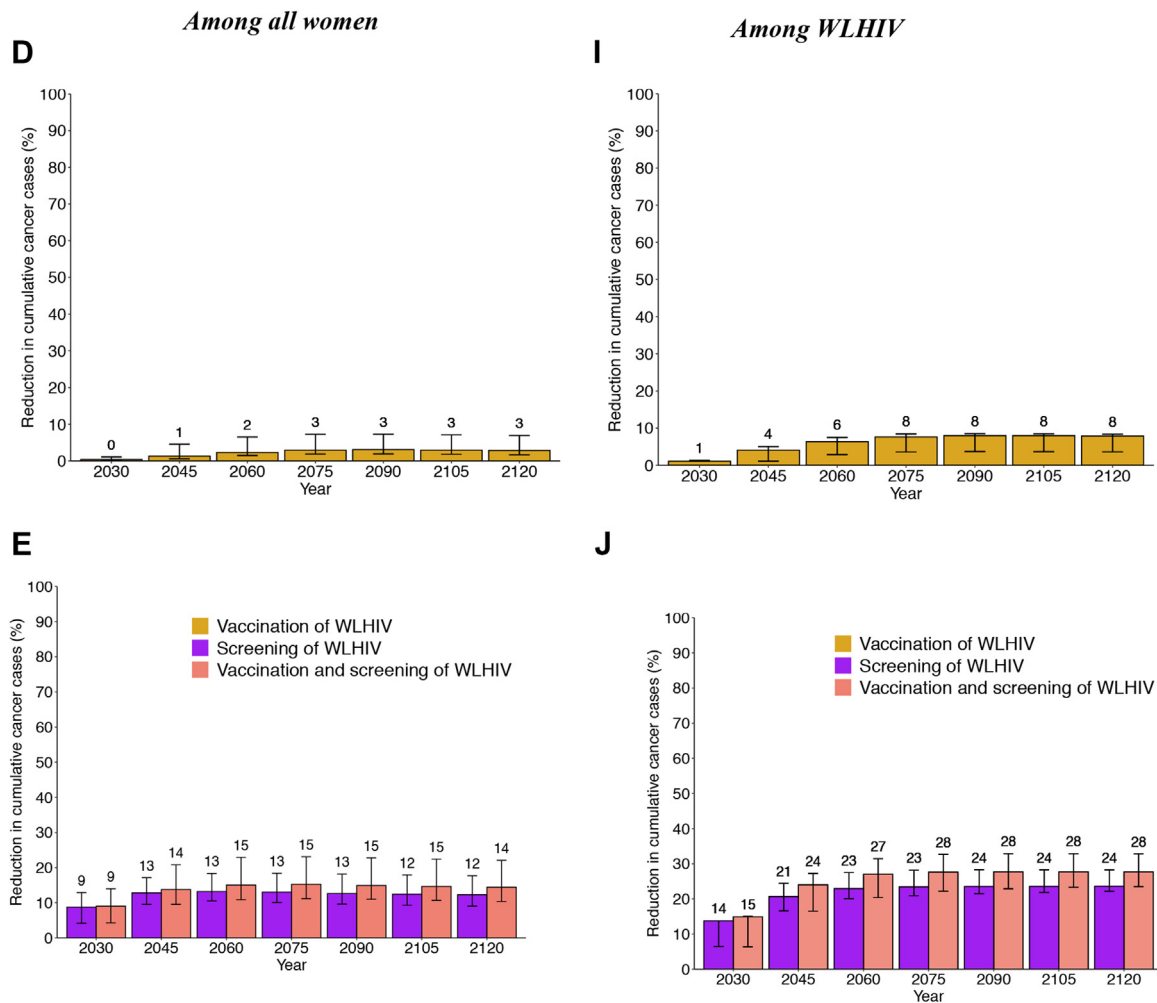 Among all women
Among WLHIV
D
Reduction in cumulative cancer cases (%)
100
90
80
70
60
50
40
30
20
10
0
0 1 2 3 3 3 3
2030 2045 2060 2075 2090 2105 2120
Year
I
Reduction in cumulative cancer cases (%)
100
90
80
70
60
50
40
30
20
10
0
1 4 6 8 8 8 8
2030 2045 2060 2075 2090 2105 2120
Year
E
Reduction in cumulative cancer cases (%)
100
90
80
70
60
50
40
30
20
10
0
Vaccination of WLHIV
Screening of WLHIV
Vaccination and screening of WLHIV
9 9 13 14 13 15 13 15 13 15 12 15 12 14
2030 2045 2060 2075 2090 2105 2120
Year
J
Reduction in cumulative cancer cases (%)
100
90
80
70
60
50
40
30
20
10
0
Vaccination of WLHIV
Screening of WLHIV
Vaccination and screening of WLHIV
14 15 21 24 23 27 23 28 24 28 24 28 24 28
2030 2045 2060 2075 2090 2105 2120
Year